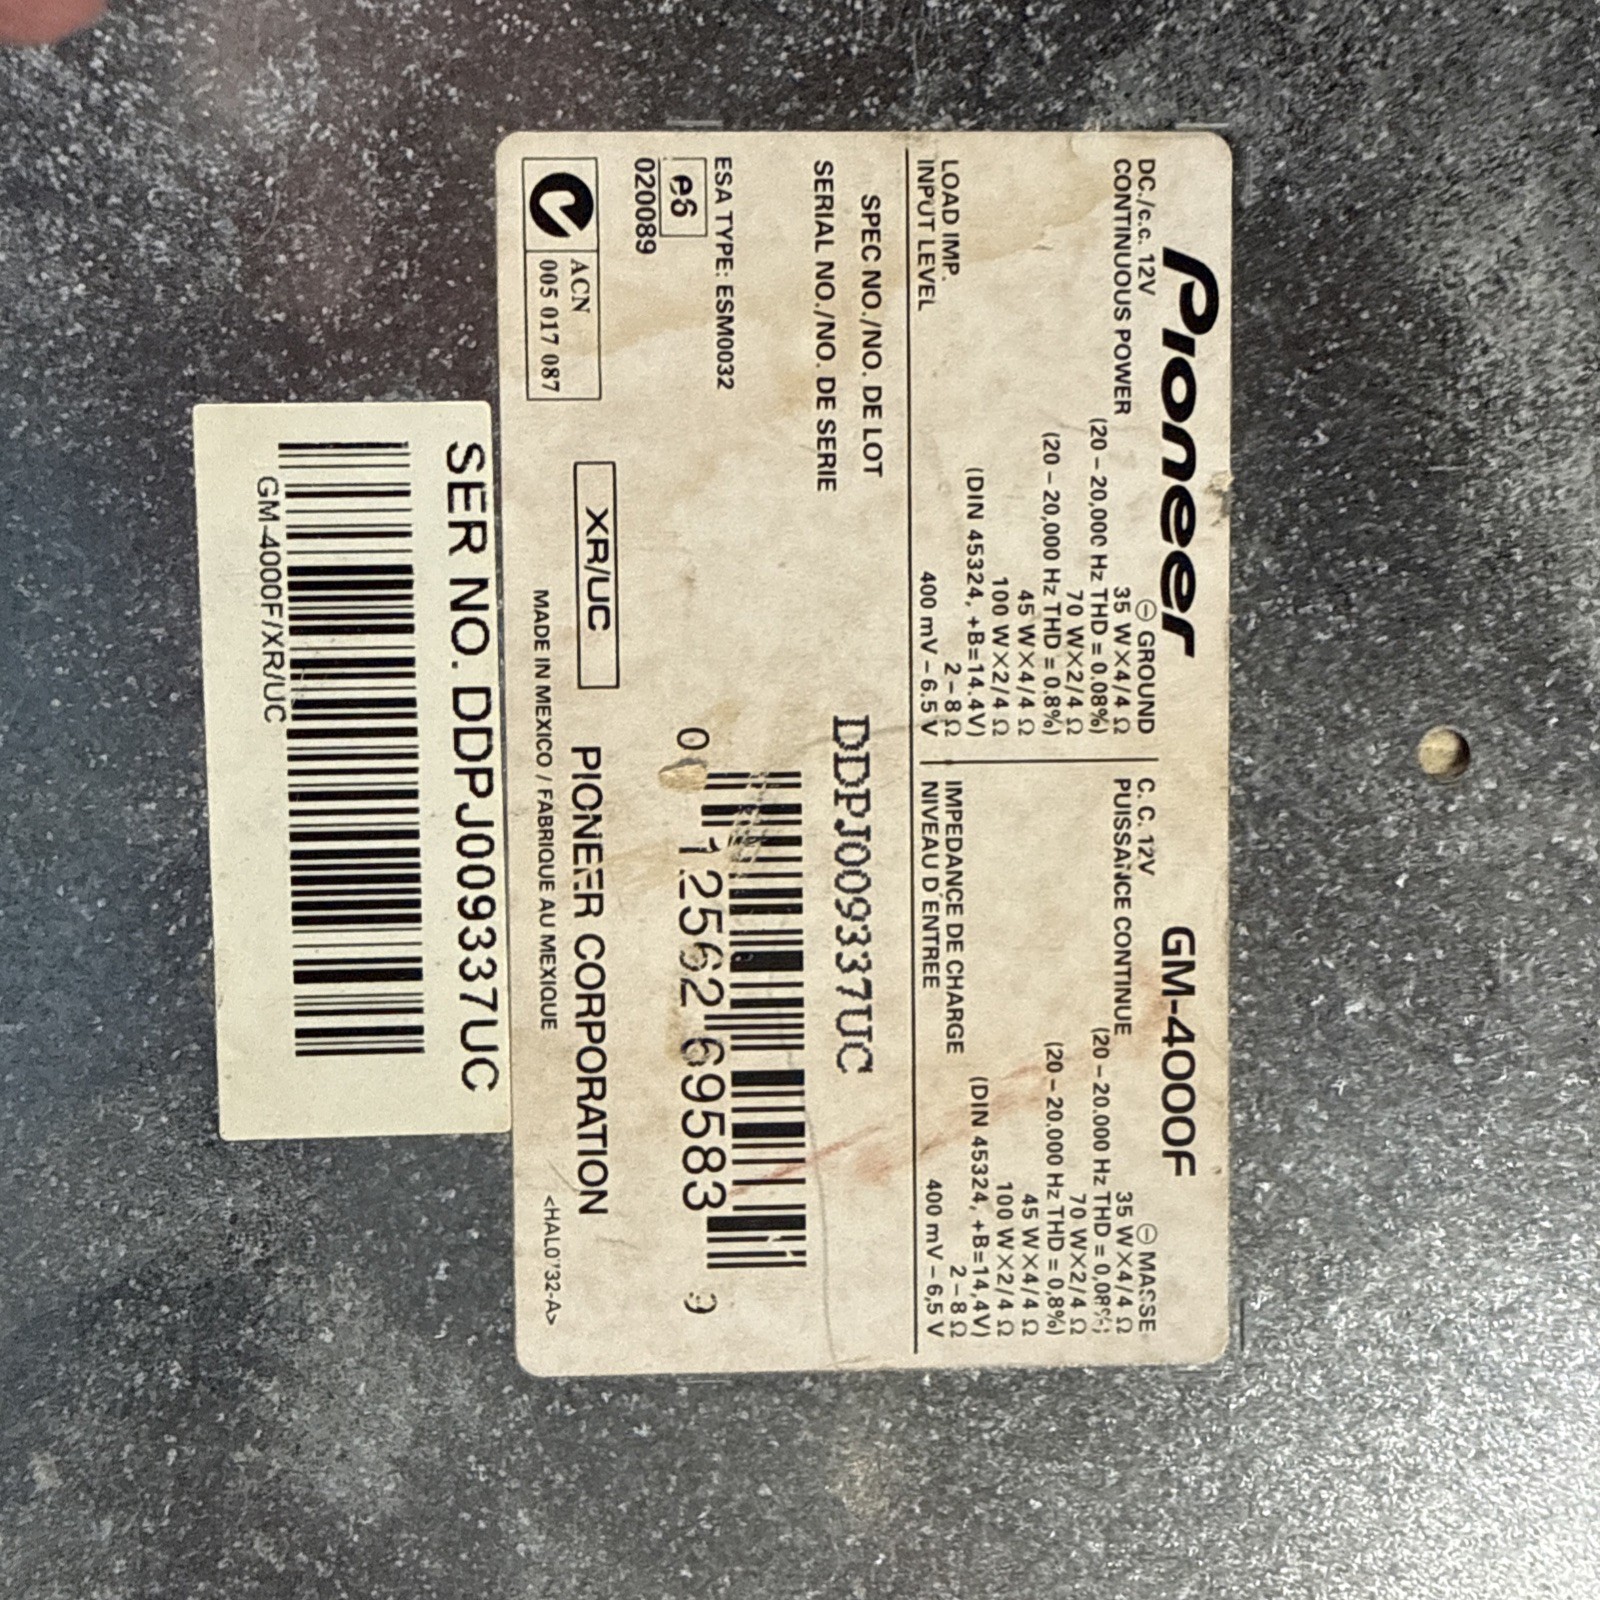 Pioneer GM-4000F
DC./c.c. 12V ⊖ GROUND
CONTINUOUS POWER 35 W×4/4 Ω
(20 – 20,000 Hz THD = 0.08%)
70 W×2/4 Ω
(20 – 20,000 Hz THD = 0.8%)
45 W×4/4 Ω
100 W×2/4 Ω
(DIN 45324, +B=14.4V)
LOAD IMP. 2 – 8 Ω
INPUT LEVEL 400 mV – 6.5 V
C. C. 12V ⊖ MASSE
PUISSANCE CONTINUE 35 W×4/4 Ω
(20 – 20.000 Hz THD = 0,08%)
70 W×2/4 Ω
(20 – 20.000 Hz THD = 0,8%)
45 W×4/4 Ω
100 W×2/4 Ω
(DIN 45324, +B=14,4V)
IMPEDANCE DE CHARGE 2 – 8 Ω
NIVEAU D'ENTREE 400 mV – 6,5 V
SPEC NO./NO. DE LOT
SERIAL NO./NO. DE SERIE DDPJ009337UC
ESA TYPE: ESM0032
e6
020089
0 12562 69583 9
ACN
005 017 087
XR/UC
PIONEER CORPORATION
MADE IN MEXICO / FABRIQUE AU MEXIQUE
SER NO. DDPJ009337UC
GM-4000F/XR/UC